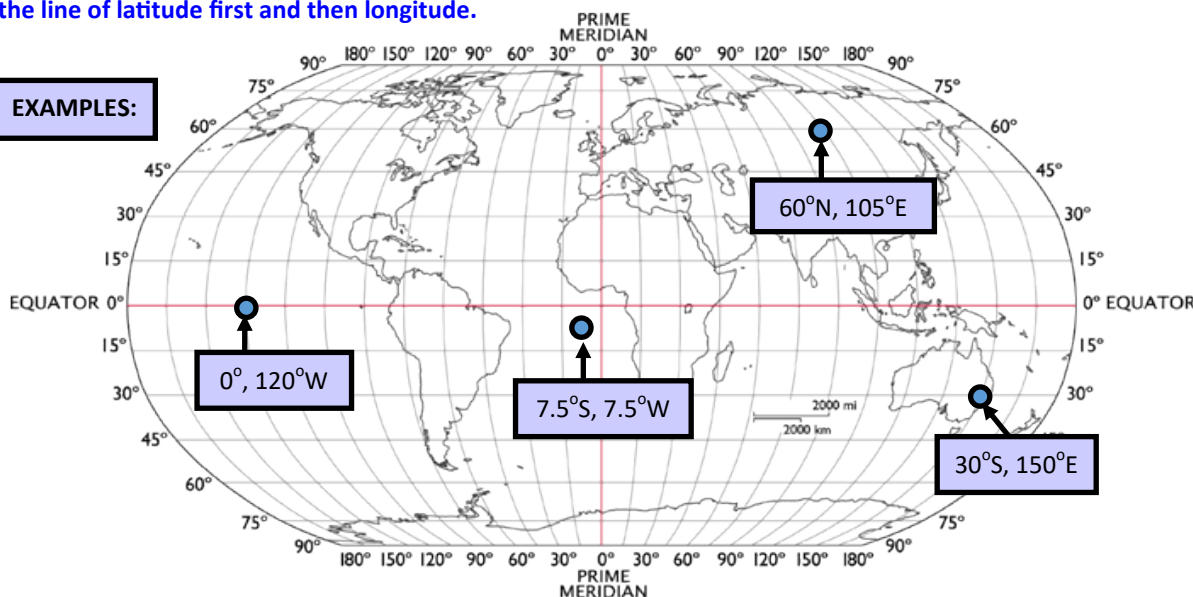 the line of latitude first and then longitude.
PRIME
MERIDIAN
180° 150° 120° 90° 60° 30° 0° 30° 60° 90° 120° 150° 180°
90° 90°
75° 75°
EXAMPLES:
60° 60°
45° 45°
60°N, 105°E
30° 30°
15° 15°
EQUATOR 0° 0° EQUATOR
15° 15°
0°, 120°W
7.5°S, 7.5°W
30° 30°
2000 mi
2000 km
45°
30°S, 150°E
60°
75° 75°
90° 90°
180° 150° 120° 90° 60° 30° 0° 30° 60° 90° 120° 150° 180°
PRIME
MERIDIAN